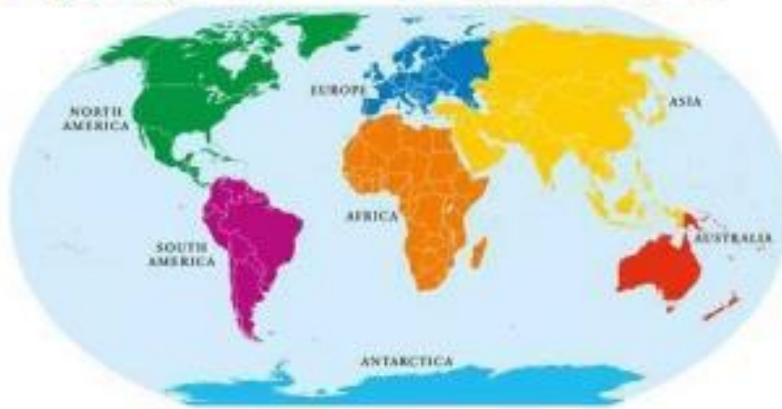 EUROPE
ASIA
NORTH
AMERICA
AFRICA
AUSTRALIA
SOUTH
AMERICA
ANTARCTICA